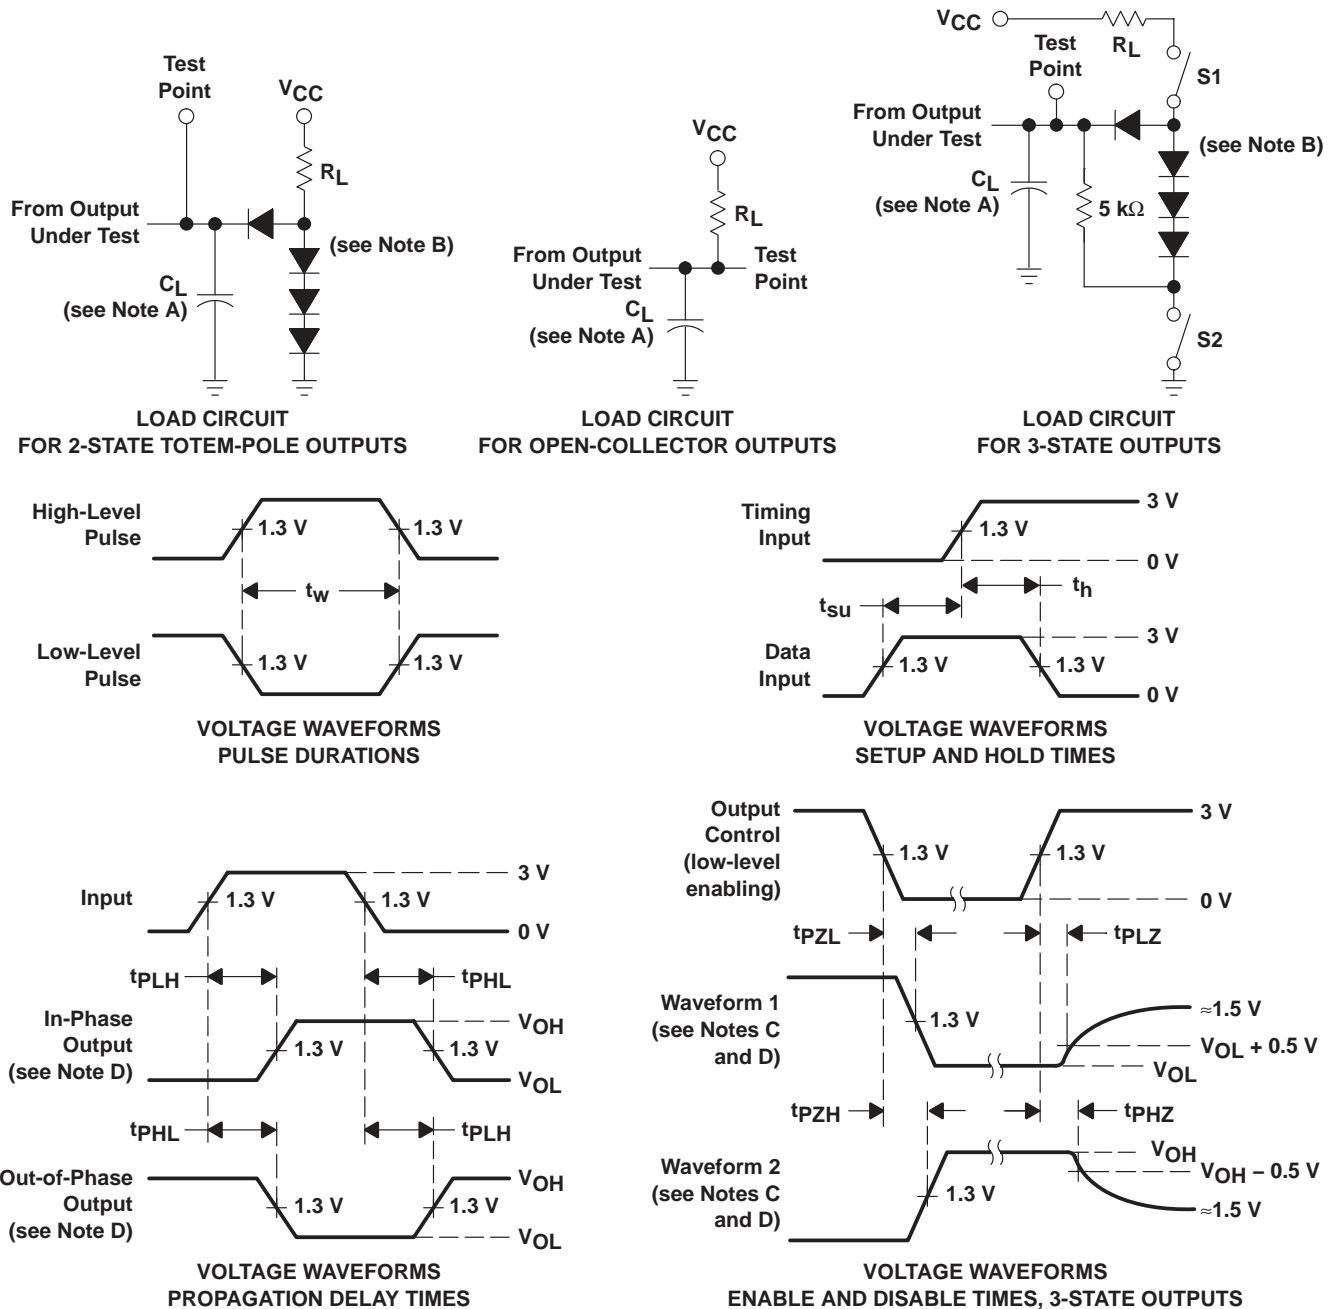 Test
Point
VCC
RL
From Output
Under Test
(see Note B)
CL
(see Note A)
LOAD CIRCUIT
FOR 2-STATE TOTEM-POLE OUTPUTS
VCC
RL
From Output
Under Test
Test
Point
CL
(see Note A)
LOAD CIRCUIT
FOR OPEN-COLLECTOR OUTPUTS
VCC
RL
Test
Point
S1
From Output
Under Test
(see Note B)
CL
(see Note A)
5 kΩ
S2
LOAD CIRCUIT
FOR 3-STATE OUTPUTS
High-Level
Pulse
1.3 V
1.3 V
tw
Low-Level
Pulse
1.3 V
1.3 V
VOLTAGE WAVEFORMS
PULSE DURATIONS
Timing
Input
1.3 V
3 V
0 V
th
tsu
Data
Input
1.3 V
1.3 V
3 V
0 V
VOLTAGE WAVEFORMS
SETUP AND HOLD TIMES
Input
1.3 V
1.3 V
3 V
0 V
tPLH
tPHL
In-Phase
Output
(see Note D)
1.3 V
1.3 V
VOH
VOL
tPHL
tPLH
Out-of-Phase
Output
(see Note D)
1.3 V
1.3 V
VOH
VOL
VOLTAGE WAVEFORMS
PROPAGATION DELAY TIMES
Output
Control
(low-level
enabling)
1.3 V
1.3 V
3 V
0 V
tPZL
tPLZ
Waveform 1
(see Notes C
and D)
1.3 V
≈1.5 V
VOL + 0.5 V
VOL
tPZH
tPHZ
Waveform 2
(see Notes C
and D)
1.3 V
VOH
VOH – 0.5 V
≈1.5 V
VOLTAGE WAVEFORMS
ENABLE AND DISABLE TIMES, 3-STATE OUTPUTS